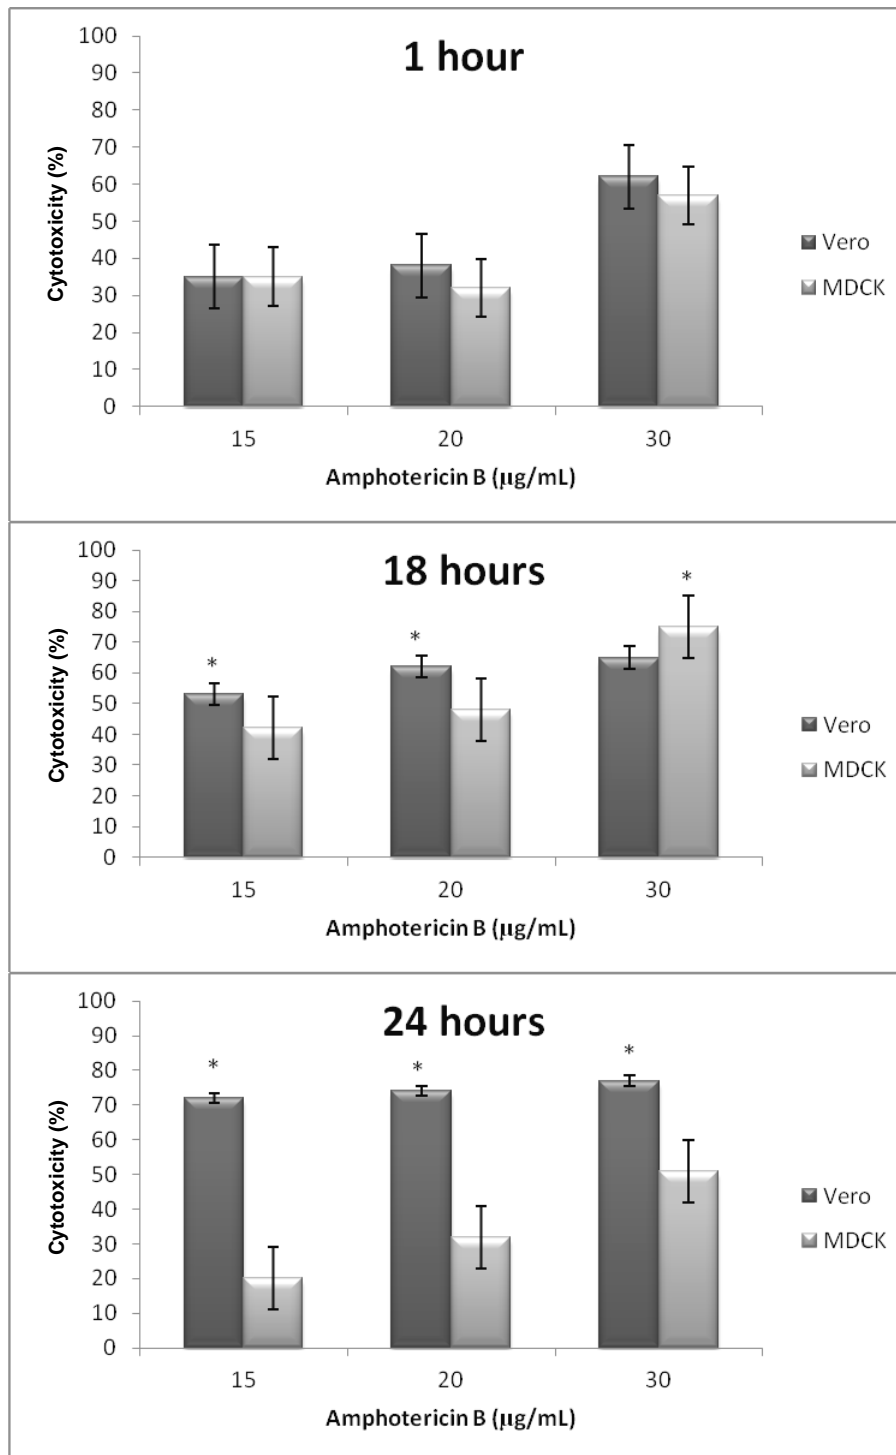 1 hour
100
90
80
70
60
50
40
30
20
10
0
Cytotoxicity (%)
15 20 30
Amphotericin B (µg/mL)
Vero
MDCK
18 hours
100
90
80
70
60
50
40
30
20
10
0
Cytotoxicity (%)
* * *
15 20 30
Amphotericin B (µg/mL)
Vero
MDCK
24 hours
100
90
80
70
60
50
40
30
20
10
0
Cytotoxicity (%)
* * *
15 20 30
Amphotericin B (µg/mL)
Vero
MDCK